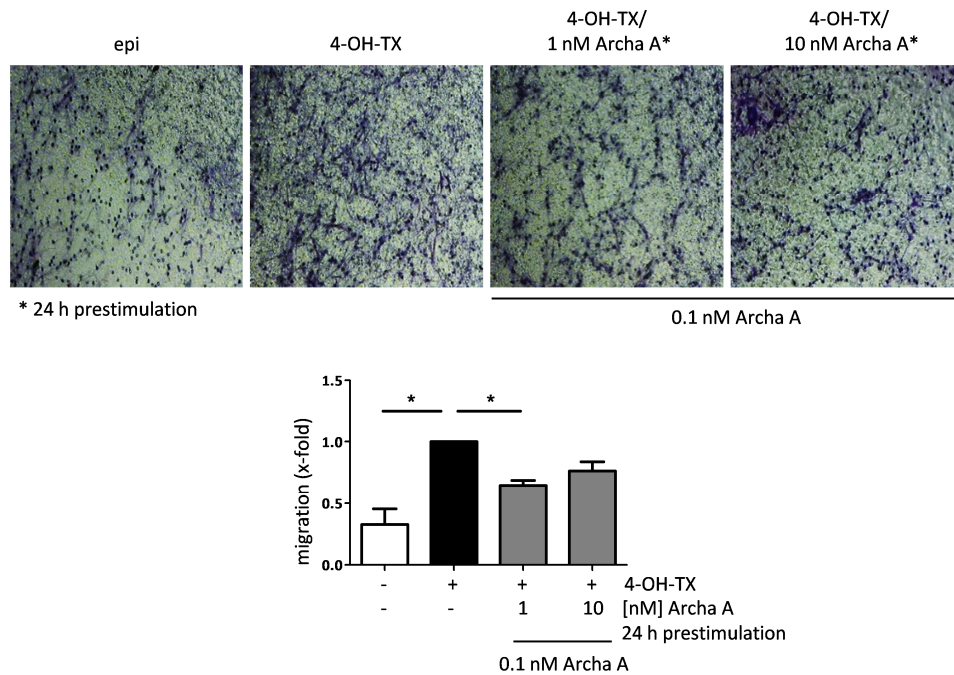 epi
4-OH-TX
4-OH-TX/
1 nM Archa A*
4-OH-TX/
10 nM Archa A*
* 24 h prestimulation
0.1 nM Archa A
migration (x-fold)
1.5
1.0
0.5
0.0
* *
- + + + 4-OH-TX
- - 1 10 [nM] Archa A
24 h prestimulation
0.1 nM Archa A